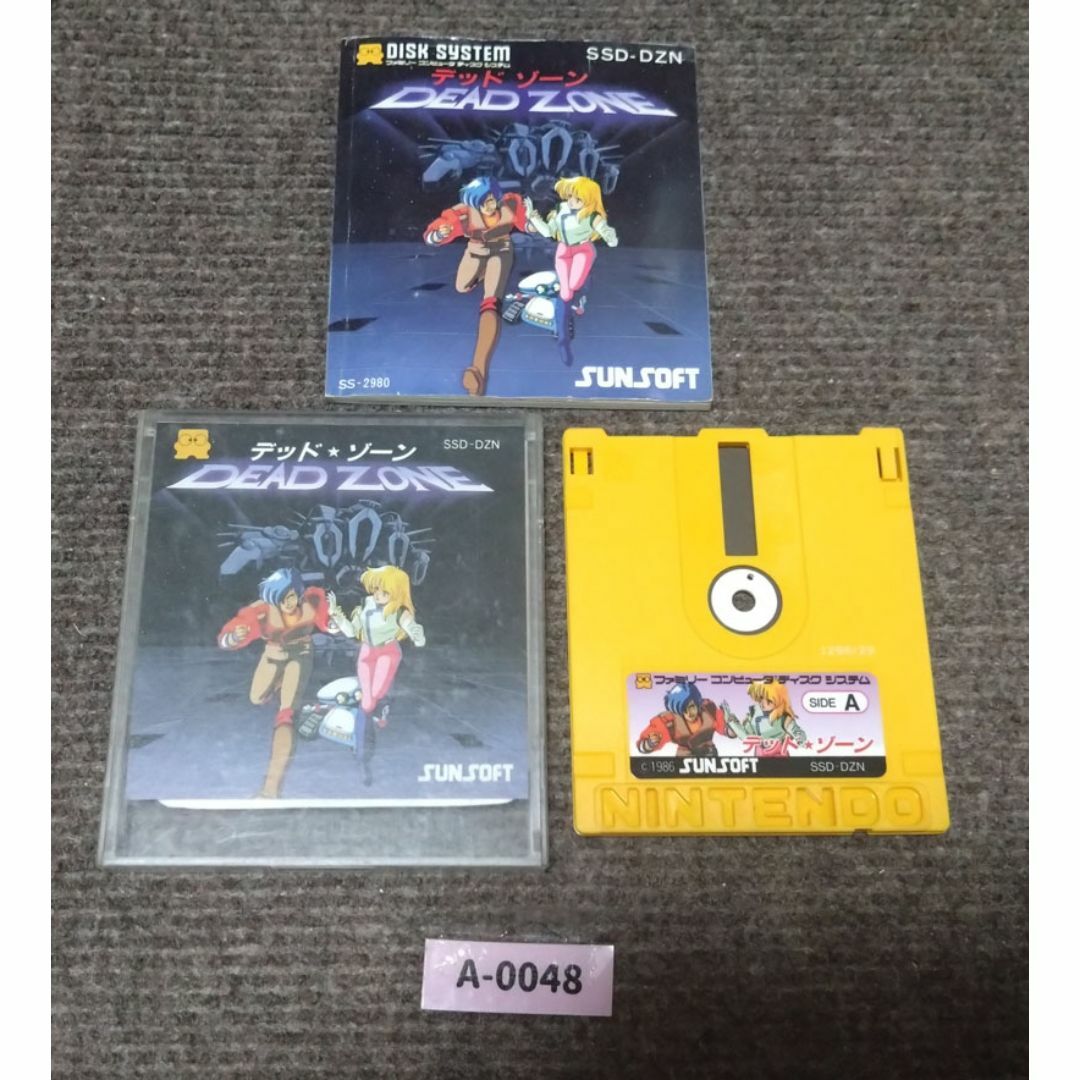 DISK SYSTEM
ファミリー コンピュータ ディスク システム
SSD-DZN
デッド ゾーン
DEAD ZONE
SS-2980
SUNSOFT
デッド★ゾーン
SSD-DZN
DEAD ZONE
SUNSOFT
ファミリー コンピュータ ディスク システム
SIDE A
デッド★ゾーン
C 1986 SUNSOFT SSD-DZN
NINTENDO
A-0048